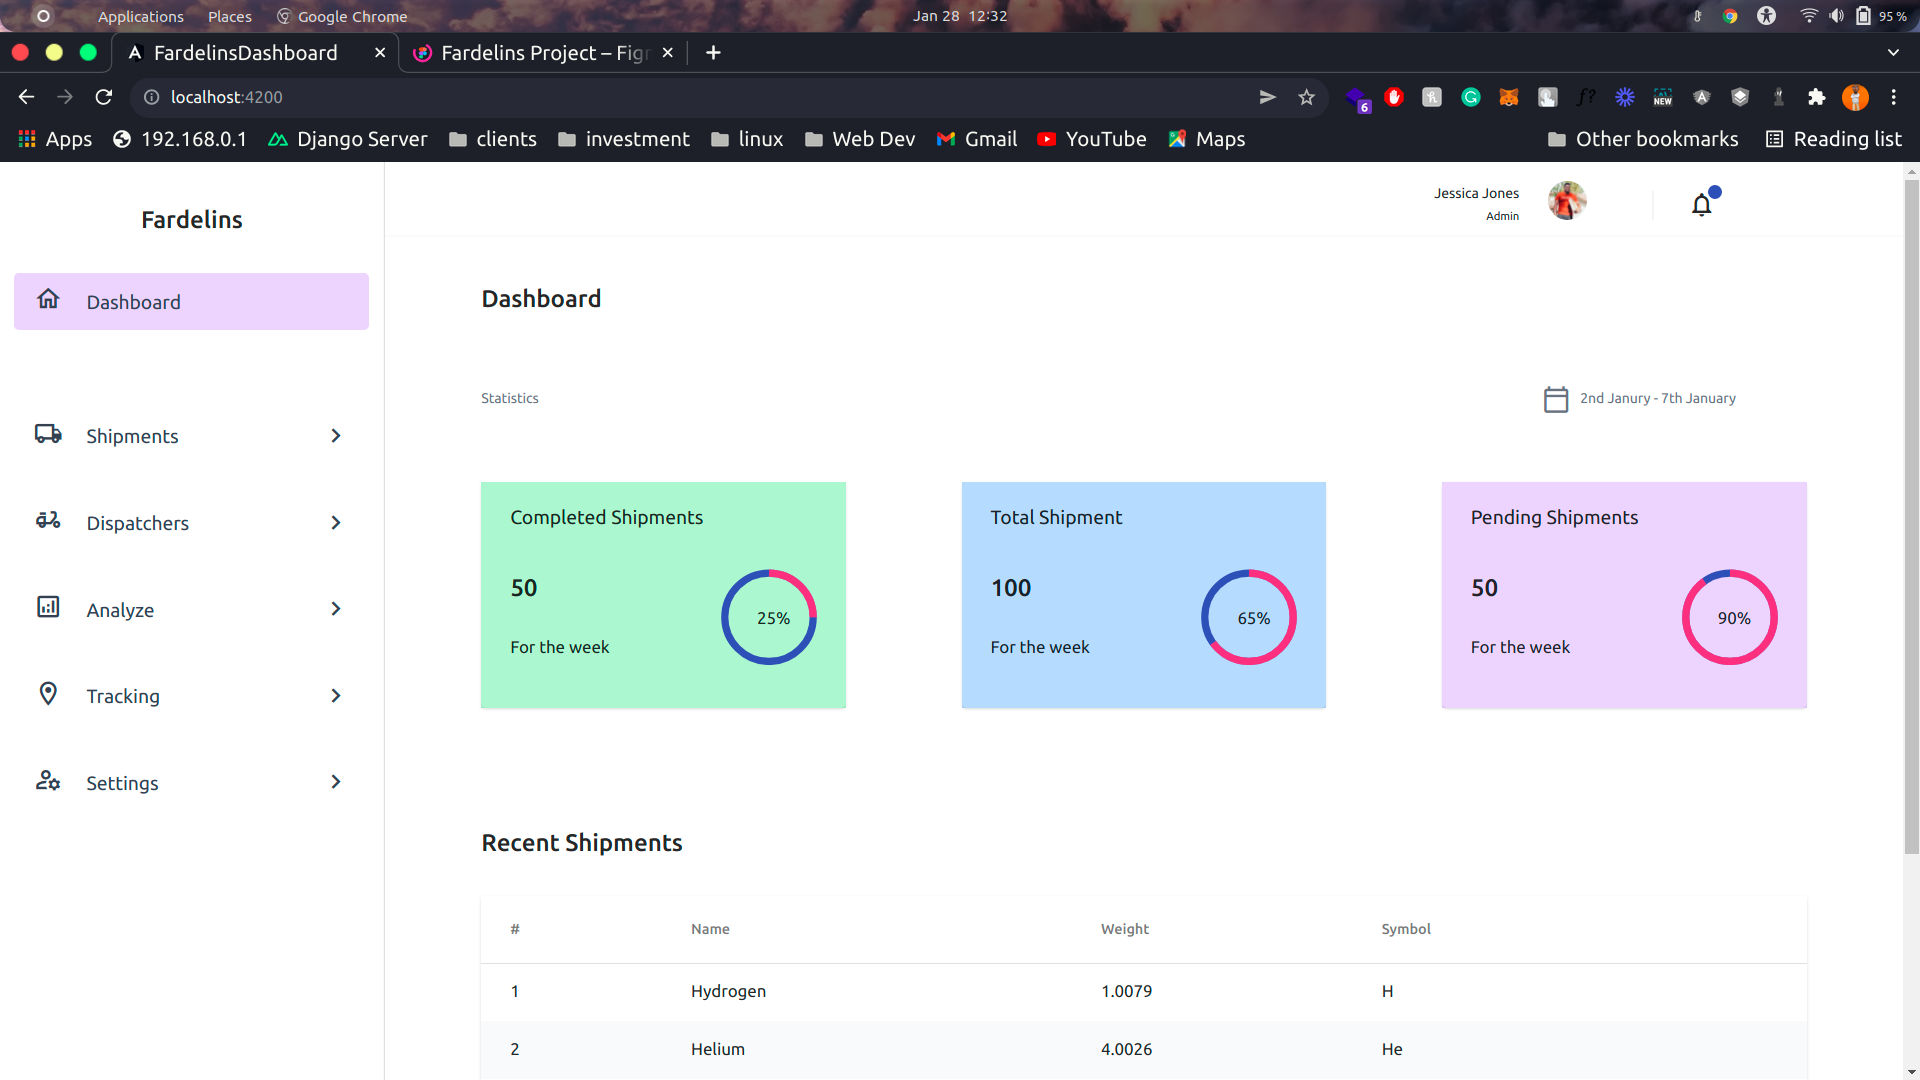 Applications Places Google Chrome Jan 28 12:32 95 %
FardelinsDashboard Fardelins Project – Figm
localhost:4200 6 f? NEW
Apps 192.168.0.1 Django Server clients investment linux Web Dev Gmail YouTube Maps Other bookmarks Reading list
Fardelins
Dashboard
Shipments
Dispatchers
Analyze
Tracking
Settings
Jessica Jones
Admin
Dashboard
Statistics 2nd Janury - 7th January
Completed Shipments
50
25%
For the week
Total Shipment
100
65%
For the week
Pending Shipments
50
90%
For the week
Recent Shipments
# Name Weight Symbol
1 Hydrogen 1.0079 H
2 Helium 4.0026 He